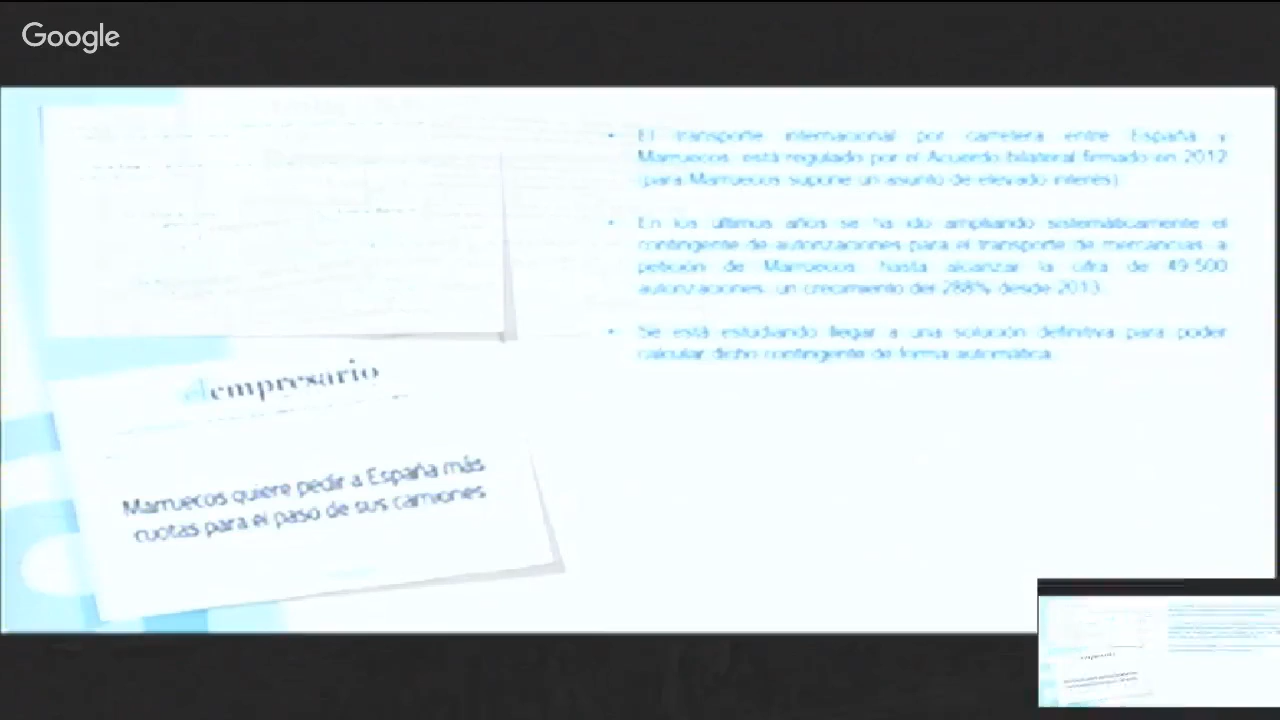 Google
El transporte internacional por carretera entre España y
Marruecos está regulado por el Acuerdo bilateral firmado en 2012
(para Marruecos supone un asunto de elevado interés)
En los últimos años se ha ido ampliando sistemáticamente el
contingente de autorizaciones para el transporte de mercancías, a
petición de Marruecos, hasta alcanzar la cifra de 49.500
autorizaciones, un crecimiento del 288% desde 2013.
Se está estudiando llegar a una solución definitiva para poder
calcular dicho contingente de forma automática.
elempresario
Marruecos quiere pedir a España más
cuotas para el paso de sus camiones